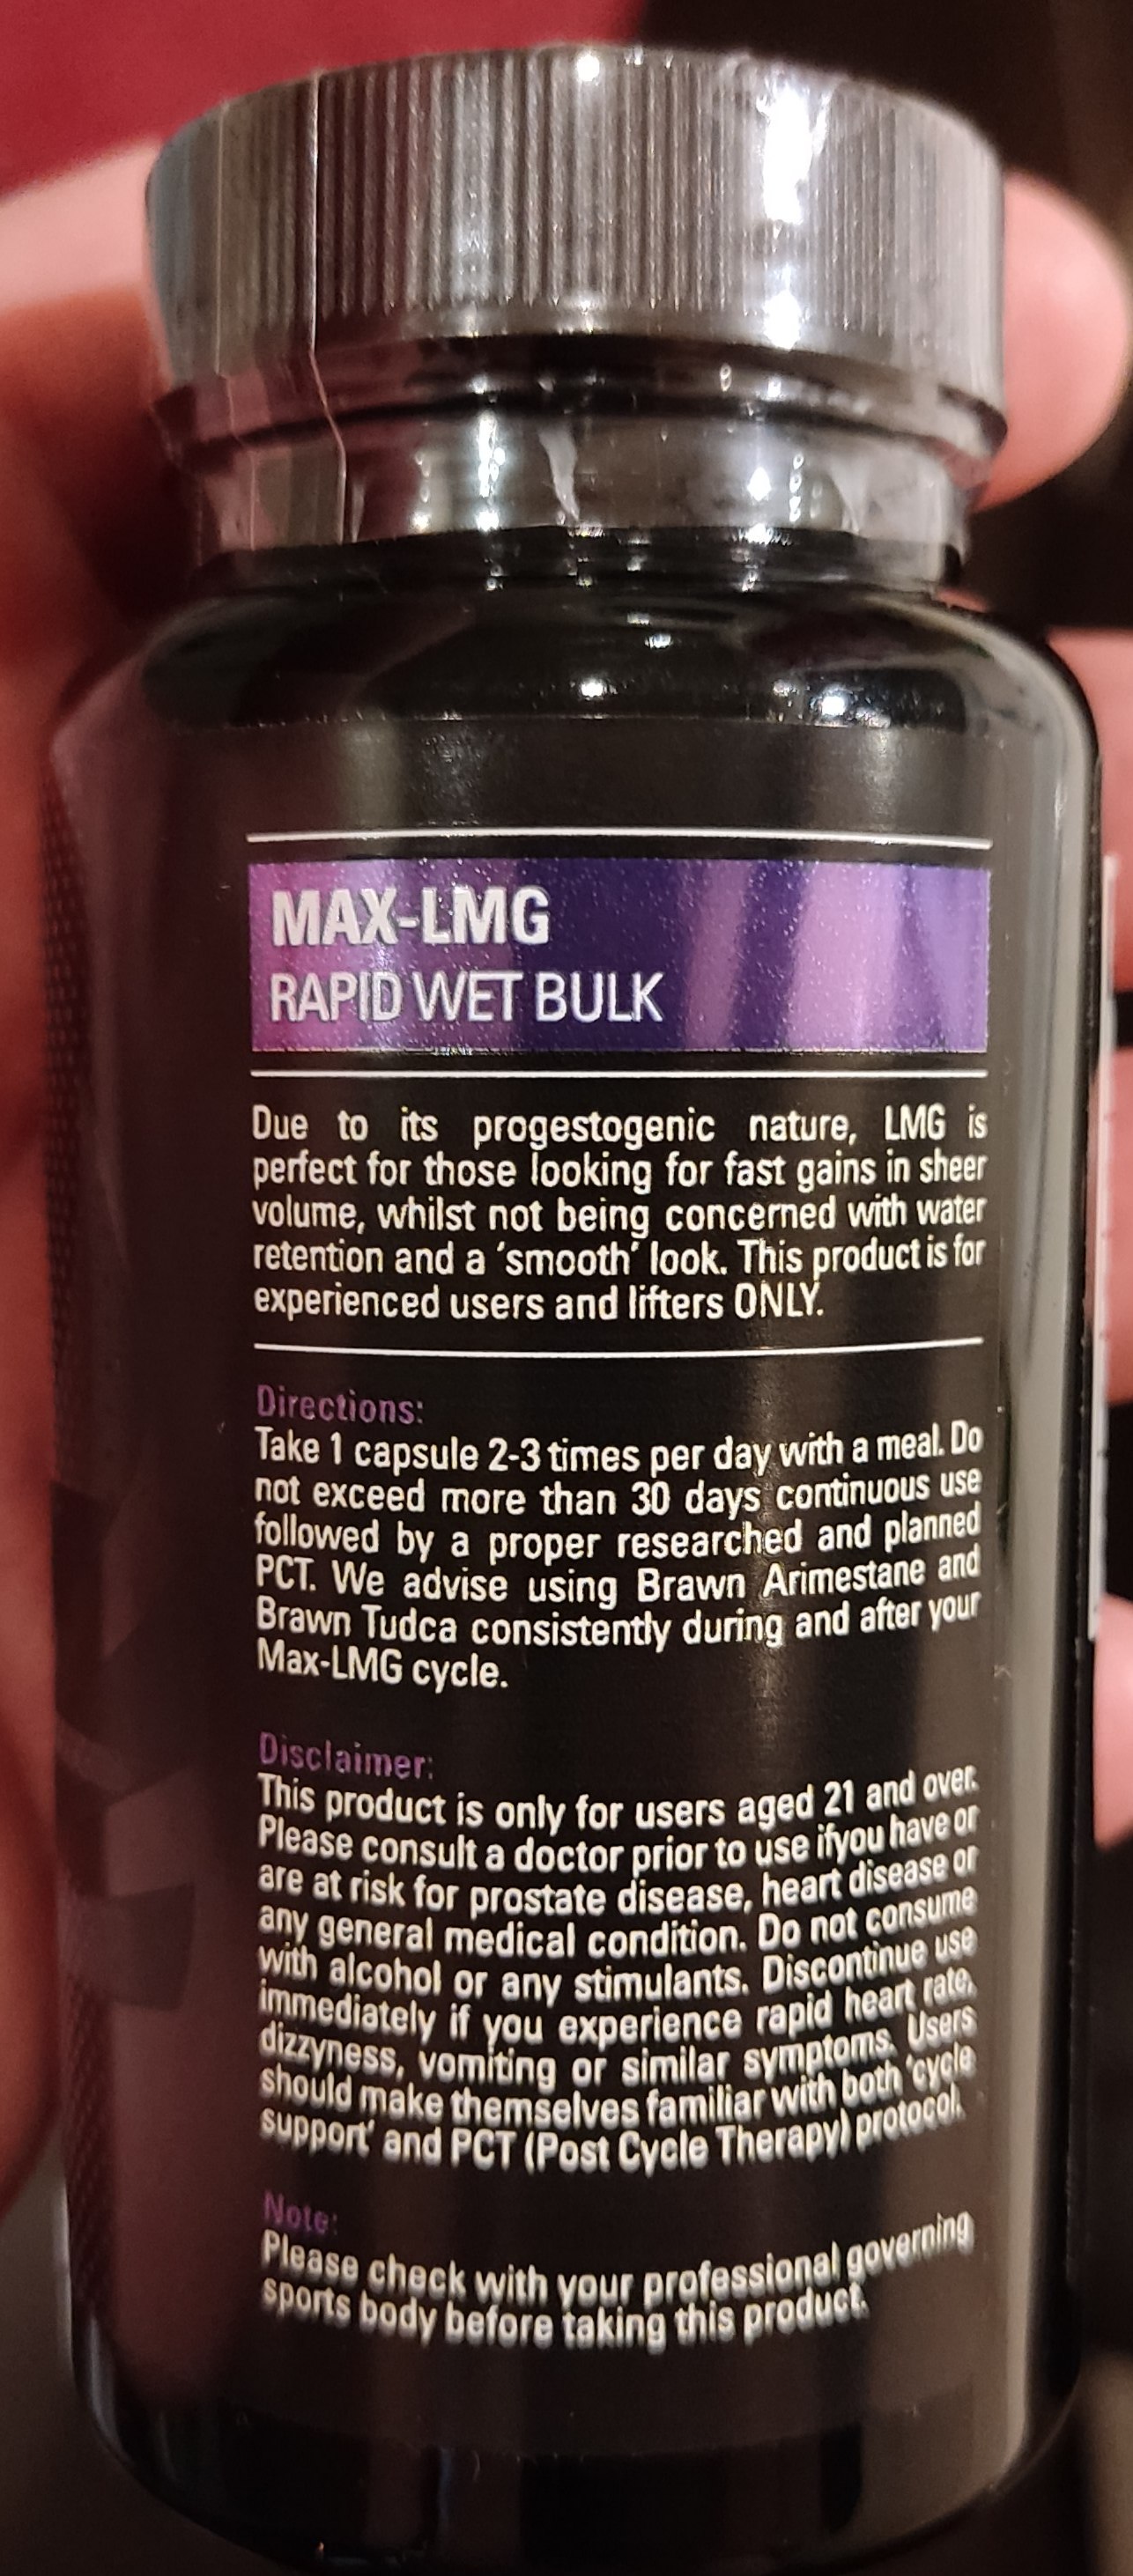 MAX-LMG
RAPID WET BULK
Due to its progestogenic nature, LMG is
perfect for those looking for fast gains in sheer
volume, whilst not being concerned with water
retention and a 'smooth' look. This product is for
experienced users and lifters ONLY.
Directions:
Take 1 capsule 2-3 times per day with a meal. Do
not exceed more than 30 days continuous use
followed by a proper researched and planned
PCT. We advise using Brawn Arimestane and
Brawn Tudca consistently during and after your
Max-LMG cycle.
Disclaimer:
This product is only for users aged 21 and over.
Please consult a doctor prior to use ifyou have or
are at risk for prostate disease, heart disease or
any general medical condition. Do not consume
with alcohol or any stimulants. Discontinue use
immediately if you experience rapid heart rate,
dizzyness, vomiting or similar symptoms. Users
should make themselves familiar with both 'cycle
support' and PCT (Post Cycle Therapy) protocol.
Note:
Please check with your professional governing
sports body before taking this product.